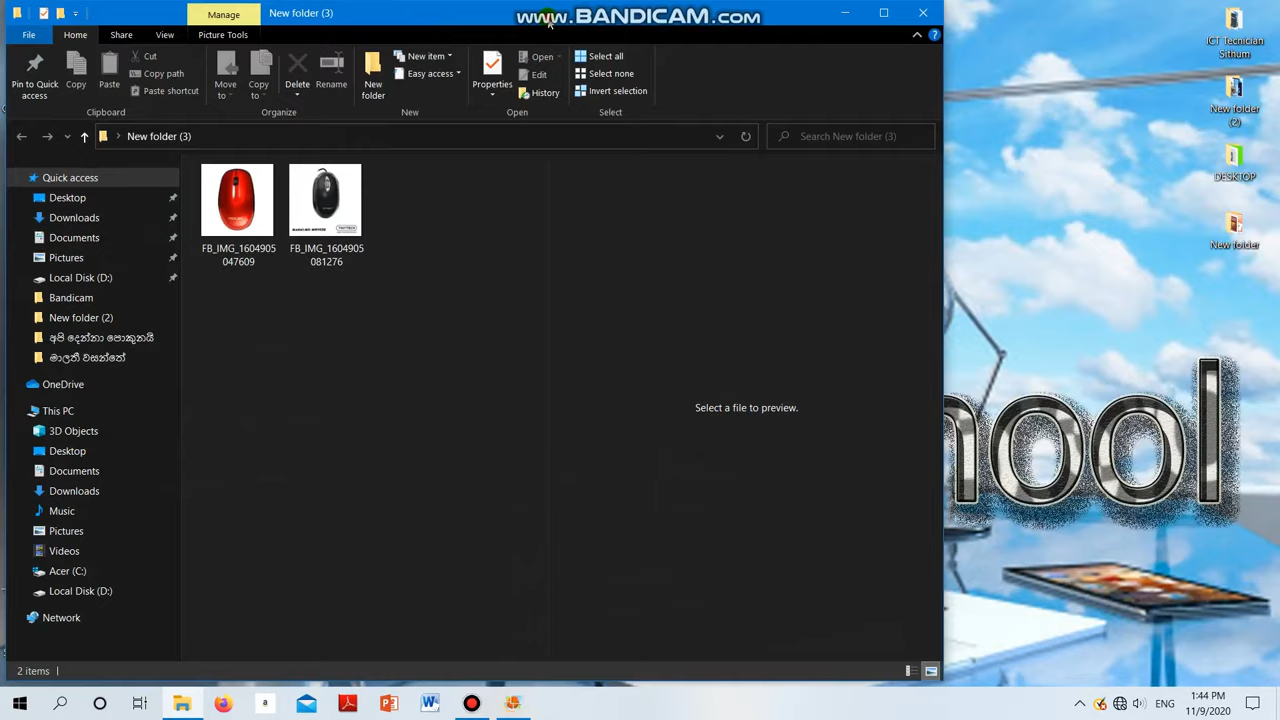 Manage
New folder (3)
www.BANDICAM.com
File
Home
Share
View
Picture Tools
Pin to Quick access
Copy
Paste
Cut
Copy path
Paste shortcut
Clipboard
Move to
Copy to
Delete
Rename
Organize
New folder
New item
Easy access
New
Properties
Open
Edit
History
Open
Select all
Select none
Invert selection
Select
New folder (3)
Search New folder (3)
Quick access
Desktop
Downloads
Documents
Pictures
Local Disk (D:)
Bandicam
New folder (2)
අපි දෙන්නා පොකුනයි
මාලතී වසන්තේ
OneDrive
This PC
3D Objects
Desktop
Documents
Downloads
Music
Pictures
Videos
Acer (C:)
Local Disk (D:)
Network
FB_IMG_1604905
047609
FB_IMG_1604905
081276
Select a file to preview.
2 items
ICT Tecnician
Sithum
New folder
(2)
DESKTOP
New folder
hool
ENG
1:44 PM
11/9/2020